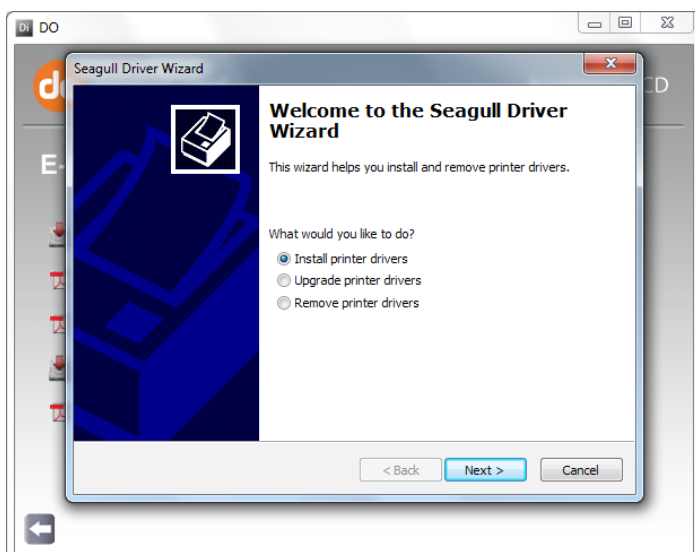 Di DO
Seagull Driver Wizard
CD
Welcome to the Seagull Driver
Wizard
This wizard helps you install and remove printer drivers.
E-
What would you like to do?
Install printer drivers
Upgrade printer drivers
Remove printer drivers
< Back Next > Cancel